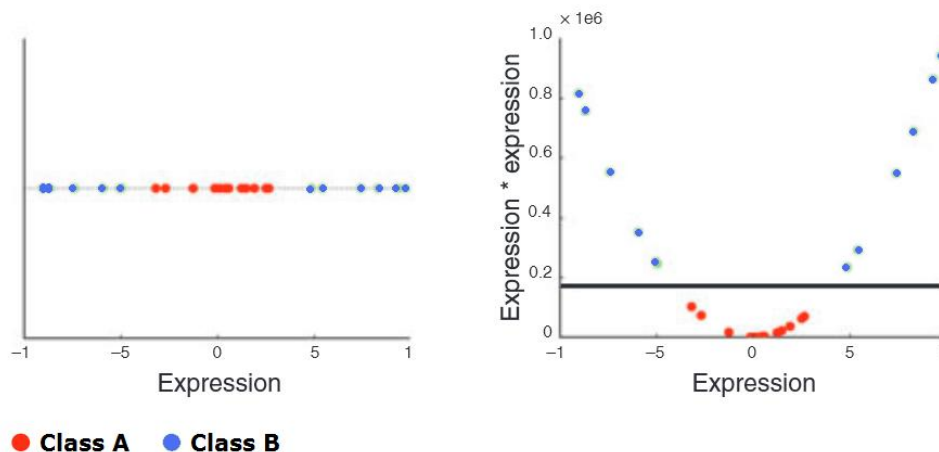 −1
−5
0
5
1
Expression
× 1e6
1.0
0.8
0.6
0.4
0.2
0
Expression * expression
−1
−5
0
5
Expression
Class A
Class B